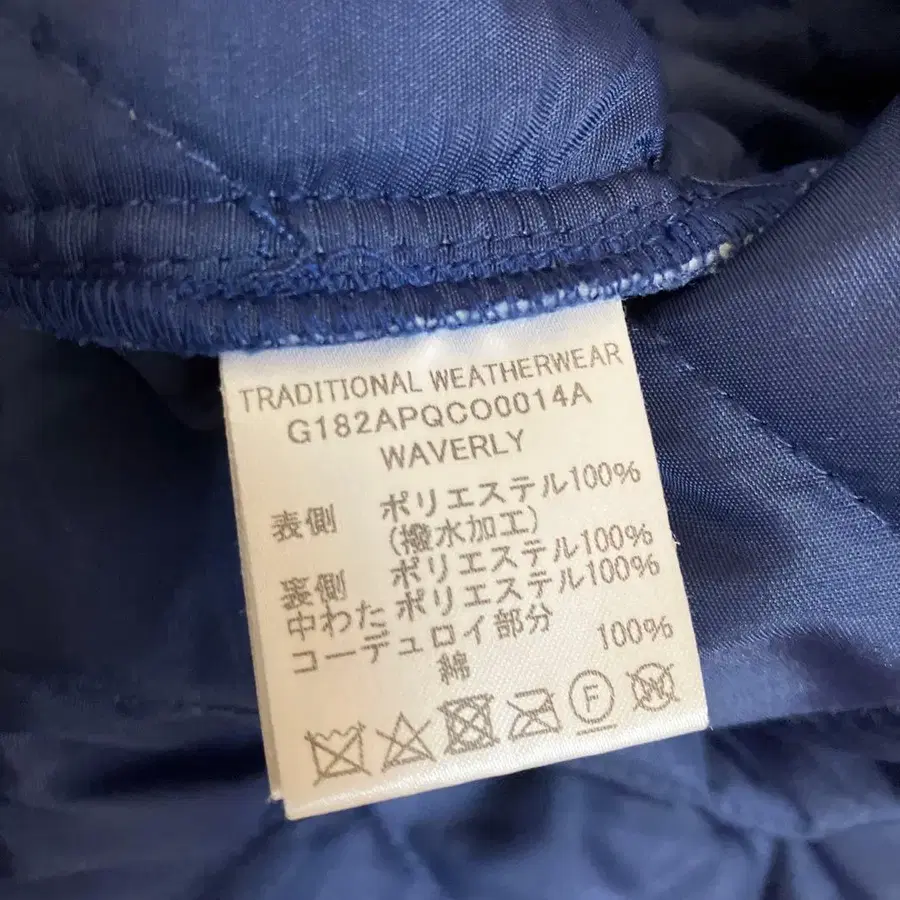 TRADITIONAL WEATHERWEAR
G182APQCO0014A
WAVERLY
表側 ポリエステル100%
(撥水加工)
裏側 ポリエステル100%
中わた ポリエステル100%
コーデュロイ部分
綿 100%
F
W